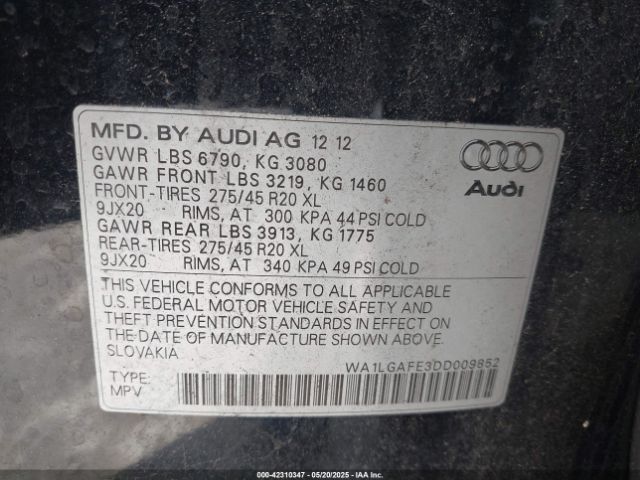 MFD. BY AUDI AG 12 12
GVWR LBS 6790, KG 3080
GAWR FRONT LBS 3219, KG 1460
FRONT-TIRES 275/45 R20 XL
9JX20 RIMS, AT 300 KPA 44 PSI COLD
GAWR REAR LBS 3913, KG 1775
REAR-TIRES 275/45 R20 XL
9JX20 RIMS, AT 340 KPA 49 PSI COLD
Audi
THIS VEHICLE CONFORMS TO ALL APPLICABLE
U.S. FEDERAL MOTOR VEHICLE SAFETY AND
THEFT PREVENTION STANDARDS IN EFFECT ON
THE DATE OF MANUFACTURE SHOWN ABOVE.
SLOVAKIA
WA1LGAFE3DD009852
TYPE:
MPV
000-42310347 - 05/20/2025 - IAA Inc.